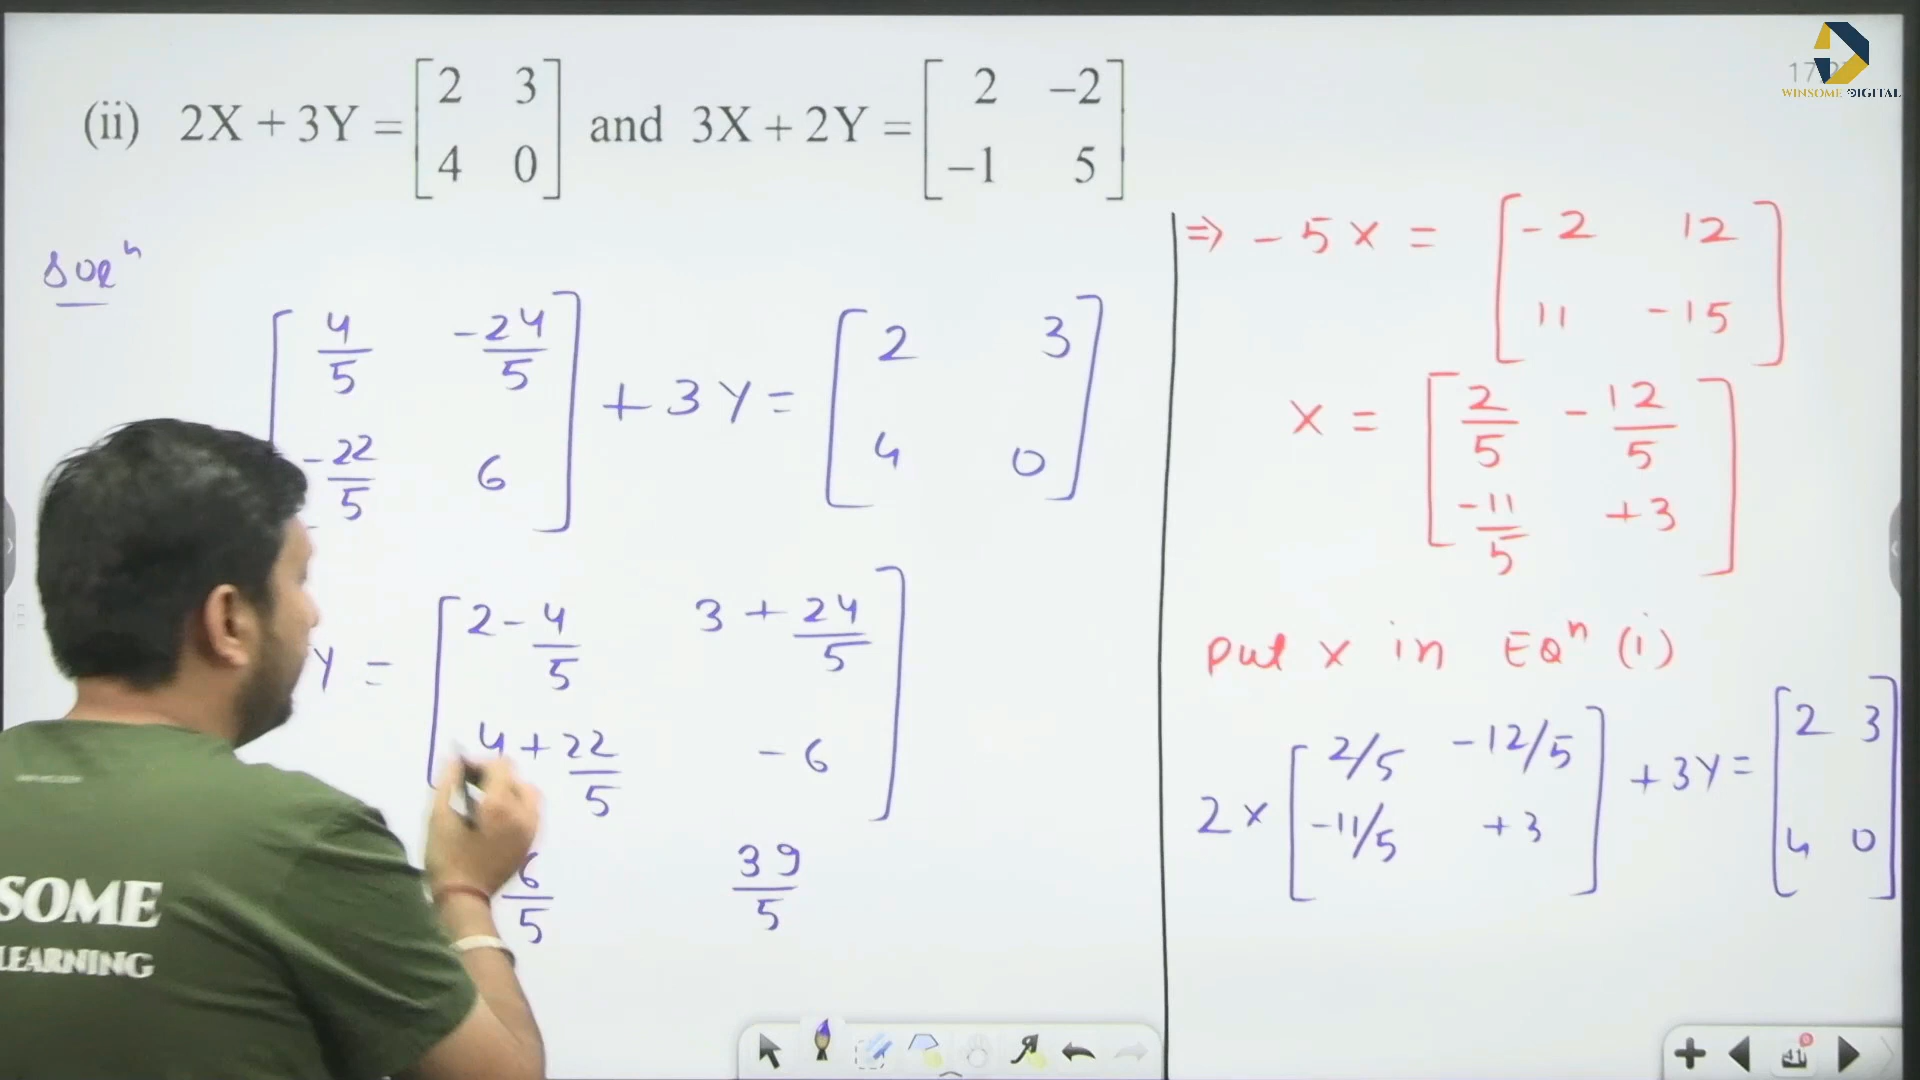 (ii) 2X + 3Y = [2 3 4 0] and 3X + 2Y = [2 −2 −1 5]
WINSOME DIGITAL
Solⁿ
[4/5 -24/5 -22/5 6] + 3Y = [2 3 4 0]
Y = [2 - 4/5 3 + 24/5 4 + 22/5 - 6]
6/5 39/5
⇒ -5x = [-2 12 11 -15]
x = [2/5 -12/5 -11/5 +3]
Put x in EQⁿ (i)
2 x [2/5 -12/5 -11/5 +3] + 3Y = [2 3 4 0]
SOME
LEARNING
41